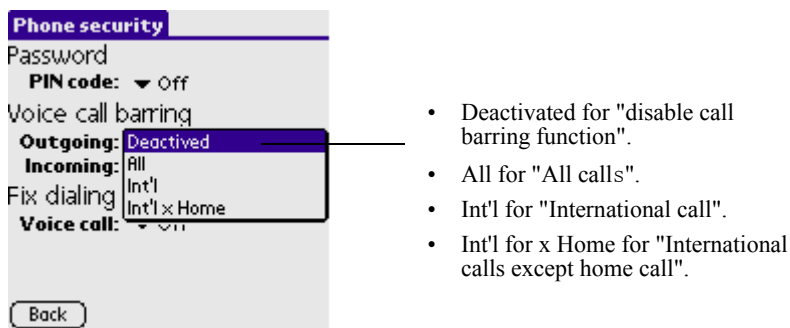 Phone security
Password
PIN code: Off
Voice call barring
Outgoing: Deactived
Incoming: All
Int'l
Fix dialing Int'l x Home
Voice call: Off
Back
• Deactivated for "disable call
barring function".
• All for "All calls".
• Int'l for "International call".
• Int'l for x Home for "International
calls except home call".